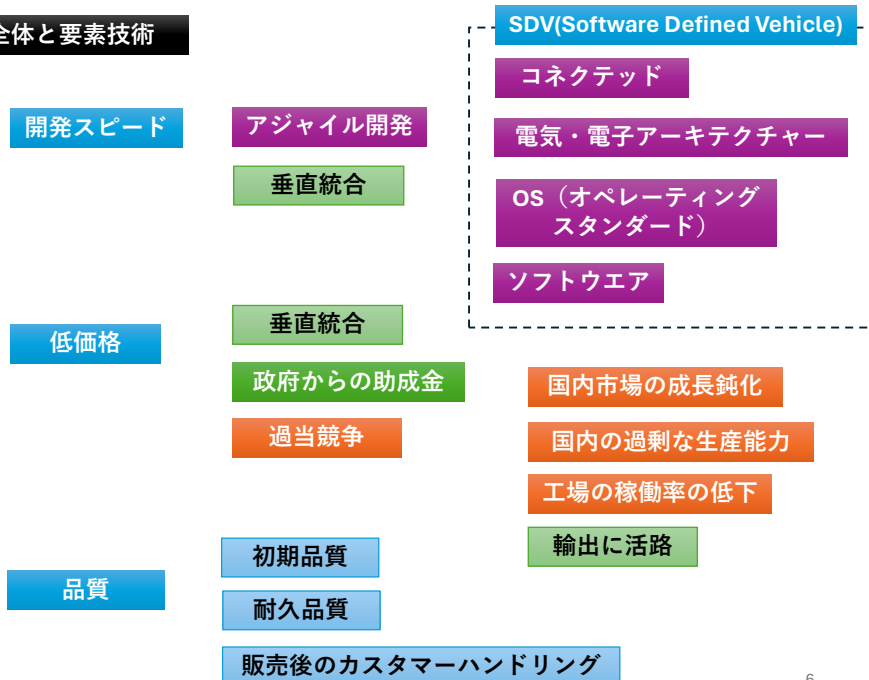 全体と要素技術
SDV(Software Defined Vehicle)
コネクテッド
開発スピード
アジャイル開発
電気・電子アーキテクチャー
垂直統合
OS（オペレーティング
スタンダード）
ソフトウエア
低価格
垂直統合
政府からの助成金
国内市場の成長鈍化
過当競争
国内の過剰な生産能力
工場の稼働率の低下
輸出に活路
品質
初期品質
耐久品質
販売後のカスタマーハンドリング
6